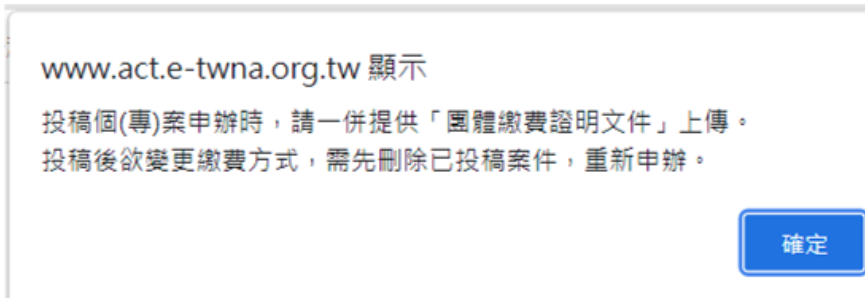 www.act.e-twna.org.tw 顯示
投稿個(專)案申辦時，請一併提供「團體繳費證明文件」上傳。
投稿後欲變更繳費方式，需先刪除已投稿案件，重新申辦。
確定